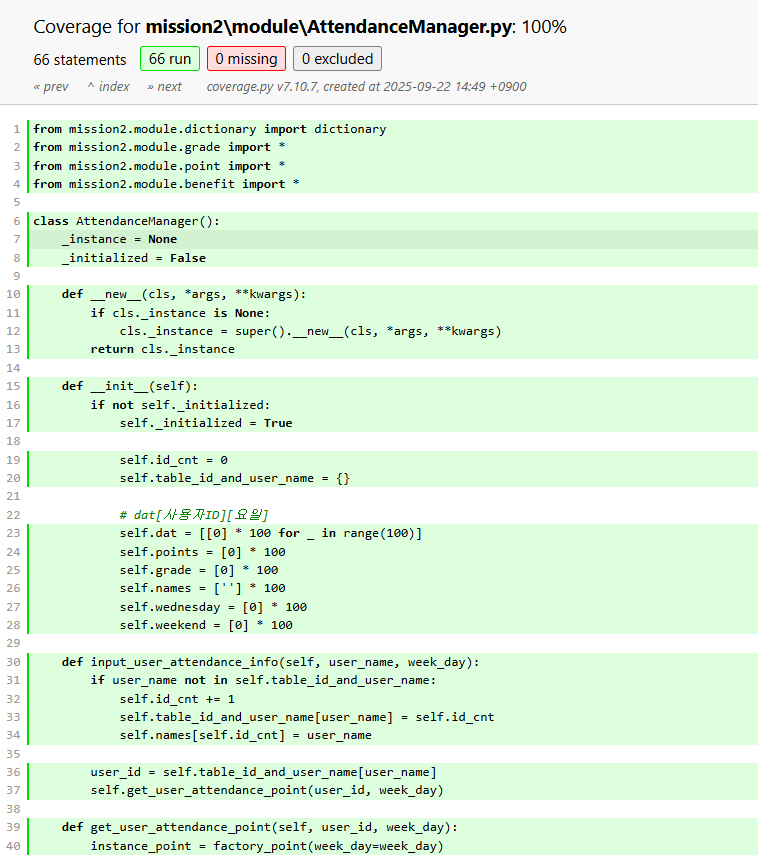 Coverage for mission2\module\AttendanceManager.py: 100%
66 statements 66 run 0 missing 0 excluded
« prev ^ index » next coverage.py v7.10.7, created at 2025-09-22 14:49 +0900
1 from mission2.module.dictionary import dictionary
2 from mission2.module.grade import *
3 from mission2.module.point import *
4 from mission2.module.benefit import *
5
6 class AttendanceManager():
7     _instance = None
8     _initialized = False
9
10     def __new__(cls, *args, **kwargs):
11         if cls._instance is None:
12             cls._instance = super().__new__(cls, *args, **kwargs)
13         return cls._instance
14
15     def __init__(self):
16         if not self._initialized:
17             self._initialized = True
18
19             self.id_cnt = 0
20             self.table_id_and_user_name = {}
21
22             # dat[사용자ID][요일]
23             self.dat = [[0] * 100 for _ in range(100)]
24             self.points = [0] * 100
25             self.grade = [0] * 100
26             self.names = [''] * 100
27             self.wednesday = [0] * 100
28             self.weekend = [0] * 100
29
30     def input_user_attendance_info(self, user_name, week_day):
31         if user_name not in self.table_id_and_user_name:
32             self.id_cnt += 1
33             self.table_id_and_user_name[user_name] = self.id_cnt
34             self.names[self.id_cnt] = user_name
35
36         user_id = self.table_id_and_user_name[user_name]
37         self.get_user_attendance_point(user_id, week_day)
38
39     def get_user_attendance_point(self, user_id, week_day):
40         instance_point = factory_point(week_day=week_day)